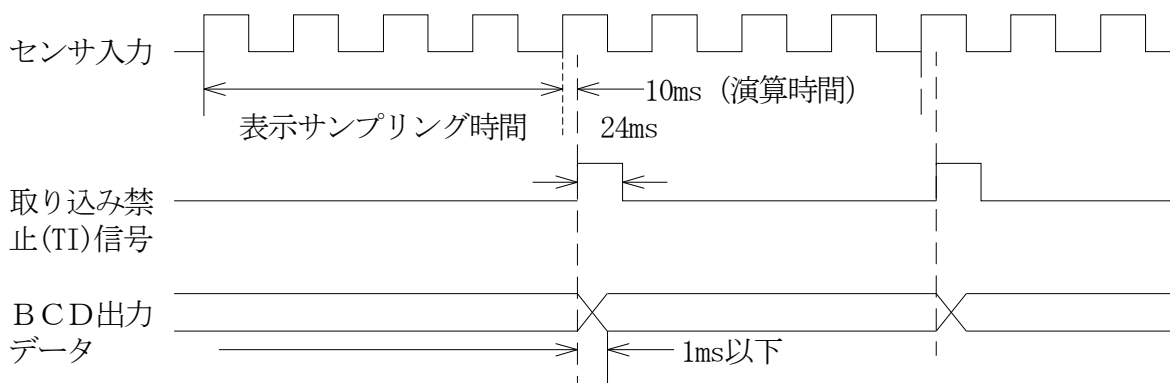 センサ入力
10ms（演算時間）
表示サンプリング時間
24ms
取り込み禁
止(TI)信号
ＢＣＤ出力
データ
1ms以下